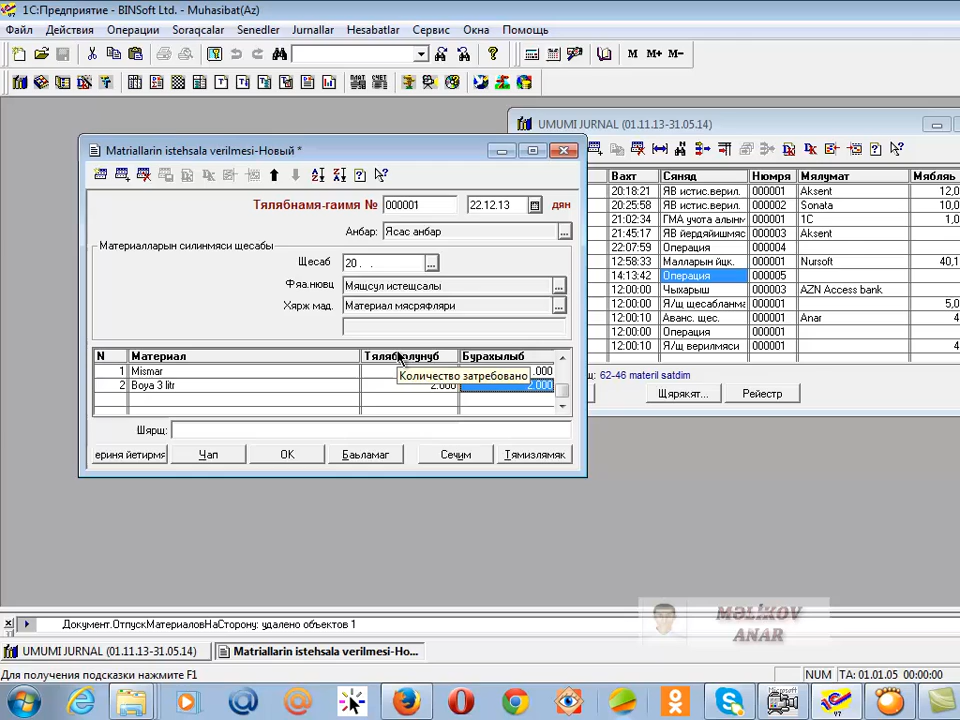 1С:Предприятие - BINSoft Ltd. - Muhasibat(Az)
Файл Действия Операции Soraqcalar Senedler Jurnallar Hesabatlar Сервис Окна Помощь
M M+ M-
UMUMI JURNAL (01.11.13-31.05.14)
Вахт Сяняд Нюмря Мялумат Мябляь
20:18:21 ЯВ истис.верил. 000001 Aksent 12,0
20:25:58 ЯВ истис.верил. 000002 Sonata 10,0
21:02:34 ГМА учота алынм 000001 1C 1,0
21:45:17 ЯВ йердяйишмяс 000003 Aksent
22:07:59 Операция 000004
12:58:33 Малларын йцк. 000001 Nursoft 40,1
14:13:42 Операция 000005
12:00:00 Чыхарыш 000002 AZN Access bank
12:00:00 Я/щ щесабланма 000001 5,0
12:00:10 Аванс. щес. 000001 Anar 4
12:00:10 Операция 000001
12:00:10 Я/щ верилмяси 000001 4
62-46 materil satdim
Щярякят... Рейестр
Matriallarin istehsala verilmesi-Новый *
Тялябнамя-гаимя № 000001 22.12.13 дян
Анбар: Ясас анбар ...
Материалларын силинмяси щесабы
Щесаб 20 . . ...
Фяа.нювц Мящсул истещсалы ...
Хярж мад. Материал мясряфляри ...
N Материал Бурахылыб
1 Mismar .000
2 Boya 3 litr 2.000 2.000
Количество затребовано
Шярщ:
ериня йетирмя Чап OK Баьламаг Сечим Тямизлямяк
MƏLİKOV
ANAR
Документ.ОтпускМатериаловНаСторону: удалено объектов 1
UMUMI JURNAL (01.11.13-31.05.14) Matriallarin istehsala verilmesi-Но...
Для получения подсказки нажмите F1 NUM TA: 01.01.05 00:00:00